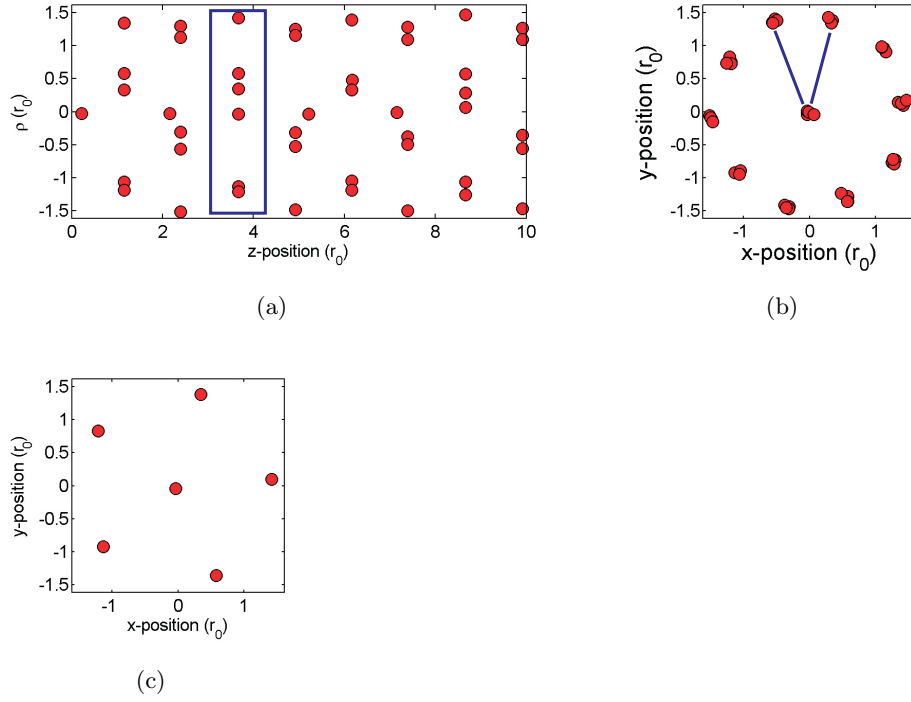 1.5
1
0.5
0
-0.5
-1
-1.5
ρ (r0)
0 2 4 6 8 10
z-position (r0)
(a)
1.5
1
0.5
0
-0.5
-1
-1.5
y-position (r0)
-1 0 1
x-position (r0)
(b)
1.5
1
0.5
0
-0.5
-1
-1.5
y-position (r0)
-1 0 1
x-position (r0)
(c)